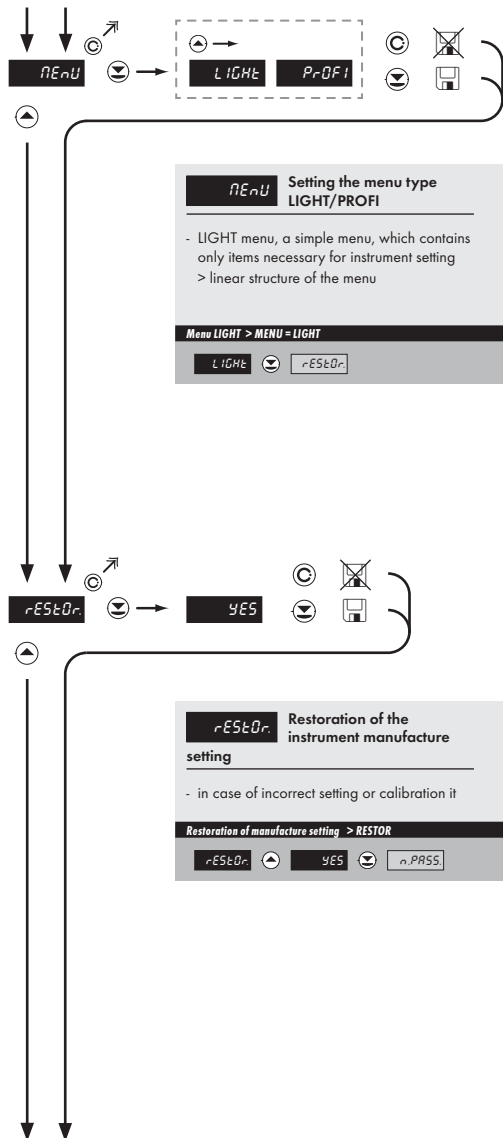 MENU
LIGHT PROFI
MENU Setting the menu type
LIGHT/PROFI
- LIGHT menu, a simple menu, which contains
only items necessary for instrument setting
> linear structure of the menu
Menu LIGHT > MENU = LIGHT
LIGHT rEStOr.
rEStOr.
YES
rEStOr. Restoration of the
instrument manufacture
setting
- in case of incorrect setting or calibration it
Restoration of manufacture setting > RESTOR
rEStOr. YES n.PASS.